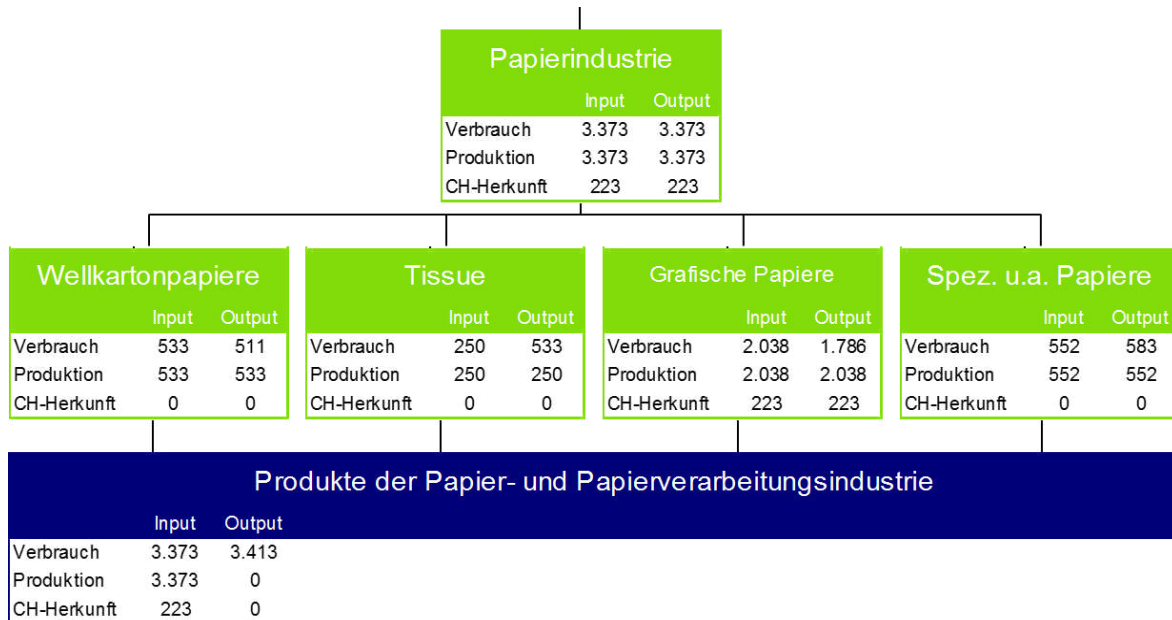 Papierindustrie
Input Output
Verbrauch 3.373 3.373
Produktion 3.373 3.373
CH-Herkunft 223 223
Wellkartonpapiere
Input Output
Verbrauch 533 511
Produktion 533 533
CH-Herkunft 0 0
Tissue
Input Output
Verbrauch 250 533
Produktion 250 250
CH-Herkunft 0 0
Grafische Papiere
Input Output
Verbrauch 2.038 1.786
Produktion 2.038 2.038
CH-Herkunft 223 223
Spez. u.a. Papiere
Input Output
Verbrauch 552 583
Produktion 552 552
CH-Herkunft 0 0
Produkte der Papier- und Papierverarbeitungsindustrie
Input Output
Verbrauch 3.373 3.413
Produktion 3.373 0
CH-Herkunft 223 0